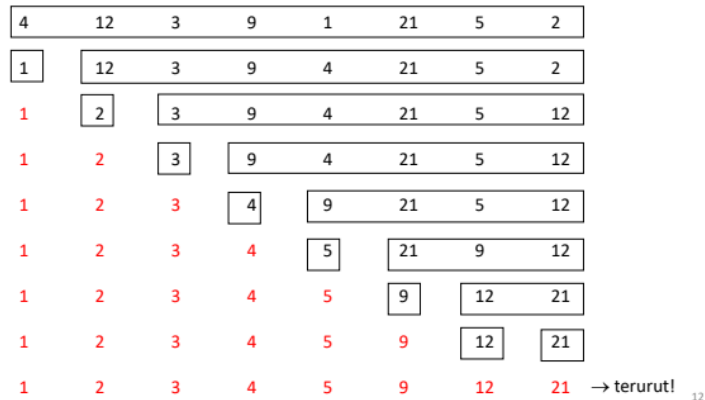 4 12 3 9 1 21 5 2
1 12 3 9 4 21 5 2
1 2 3 9 4 21 5 12
1 2 3 9 4 21 5 12
1 2 3 4 9 21 5 12
1 2 3 4 5 21 9 12
1 2 3 4 5 9 12 21
1 2 3 4 5 9 12 21
1 2 3 4 5 9 12 21 → terurut!
12